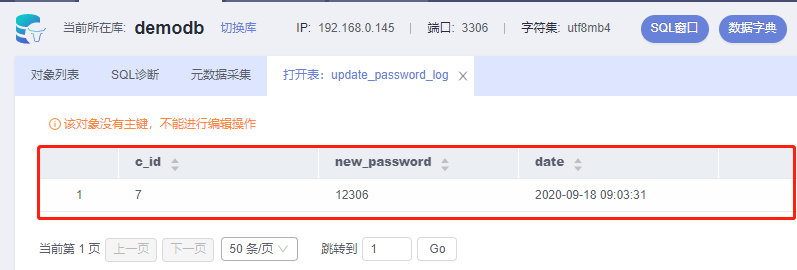 当前所在库: demodb 切换库 IP: 192.168.0.145 | 端口: 3306 | 字符集: utf8mb4 SQL窗口 数据字典
对象列表 SQL诊断 元数据采集 打开表: update_password_log ×
该对象没有主键，不能进行编辑操作
c_id new_password date
1 7 12306 2020-09-18 09:03:31
当前第 1 页 上一页 下一页 50 条/页 跳转到 1 Go